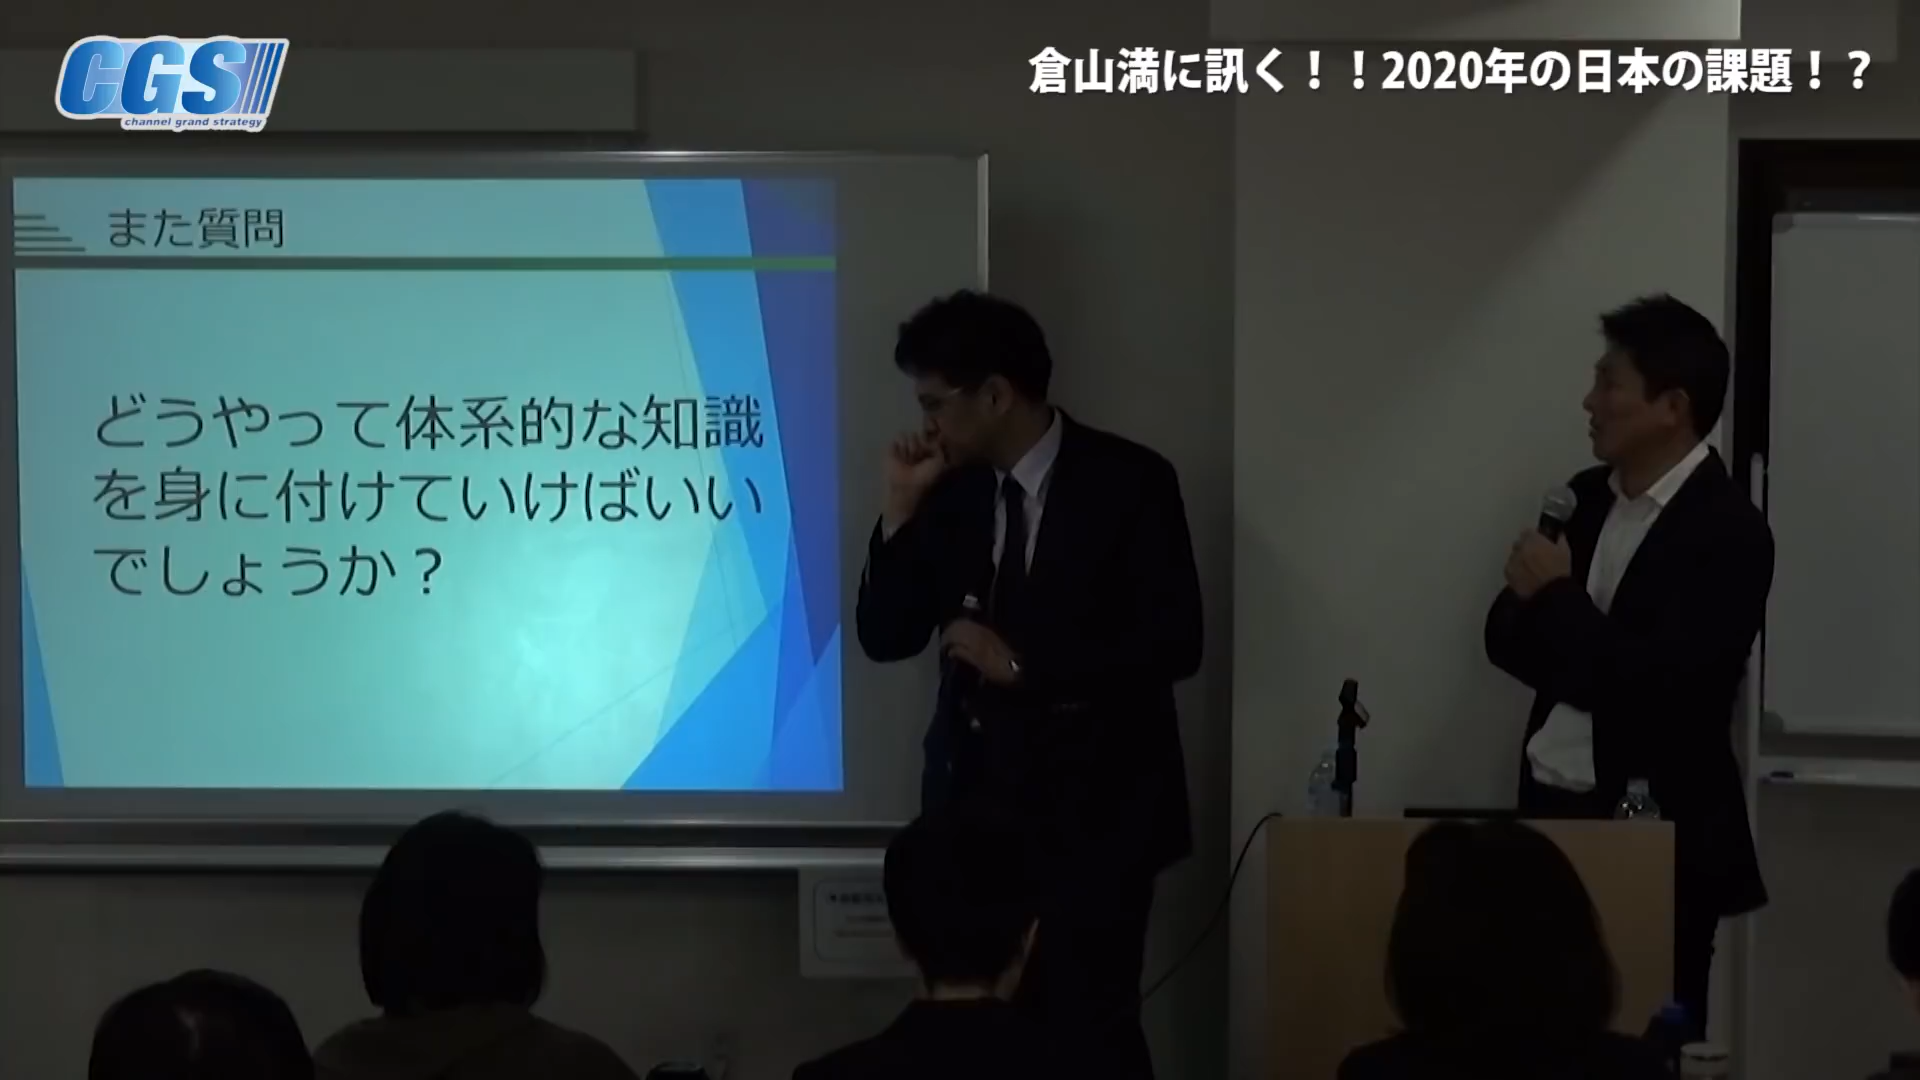 CGS
channel grand strategy
倉山満に訊く！！2020年の日本の課題！？
また質問
どうやって体系的な知識
を身に付けていけばいい
でしょうか？